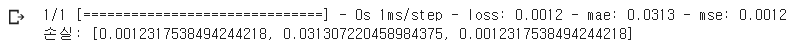 1/1 [==============================] - 0s 1ms/step - loss: 0.0012 - mae: 0.0313 - mse: 0.0012
손실: [0.0012317538494244218, 0.031307220458984375, 0.0012317538494244218]